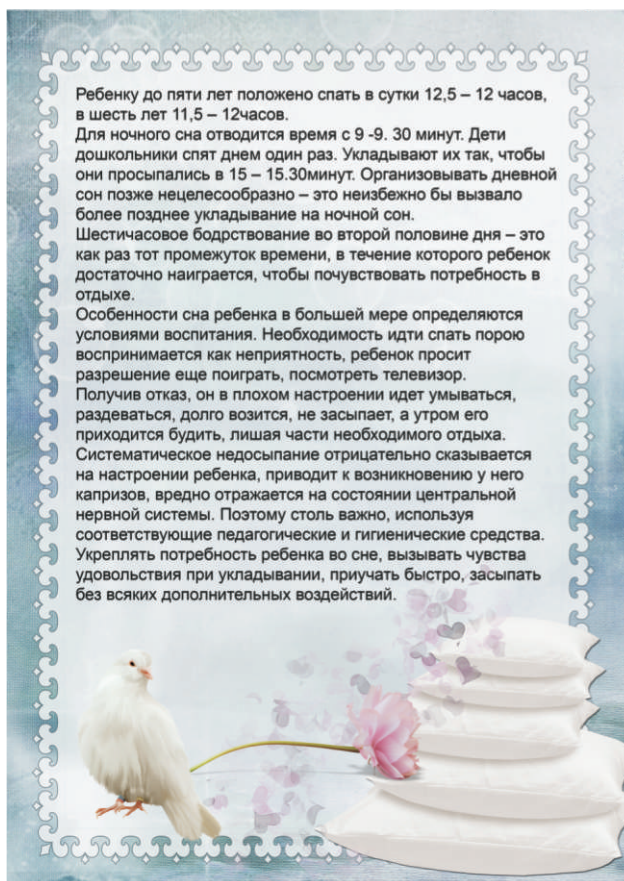 Ребенку до пяти лет положено спать в сутки 12,5 – 12 часов,
в шесть лет 11,5 – 12часов.
Для ночного сна отводится время с 9 -9. 30 минут. Дети
дошкольники спят днем один раз. Укладывают их так, чтобы
они просыпались в 15 – 15.30минут. Организовывать дневной
сон позже нецелесообразно – это неизбежно бы вызвало
более позднее укладывание на ночной сон.
Шестичасовое бодрствование во второй половине дня – это
как раз тот промежуток времени, в течение которого ребенок
достаточно наиграется, чтобы почувствовать потребность в
отдыхе.
Особенности сна ребенка в большей мере определяются
условиями воспитания. Необходимость идти спать порою
воспринимается как неприятность, ребенок просит
разрешение еще поиграть, посмотреть телевизор.
Получив отказ, он в плохом настроении идет умываться,
раздеваться, долго возится, не засыпает, а утром его
приходится будить, лишая части необходимого отдыха.
Систематическое недосыпание отрицательно сказывается
на настроении ребенка, приводит к возникновению у него
капризов, вредно отражается на состоянии центральной
нервной системы. Поэтому столь важно, используя
соответствующие педагогические и гигиенические средства.
Укреплять потребность ребенка во сне, вызывать чувства
удовольствия при укладывании, приучать быстро, засыпать
без всяких дополнительных воздействий.